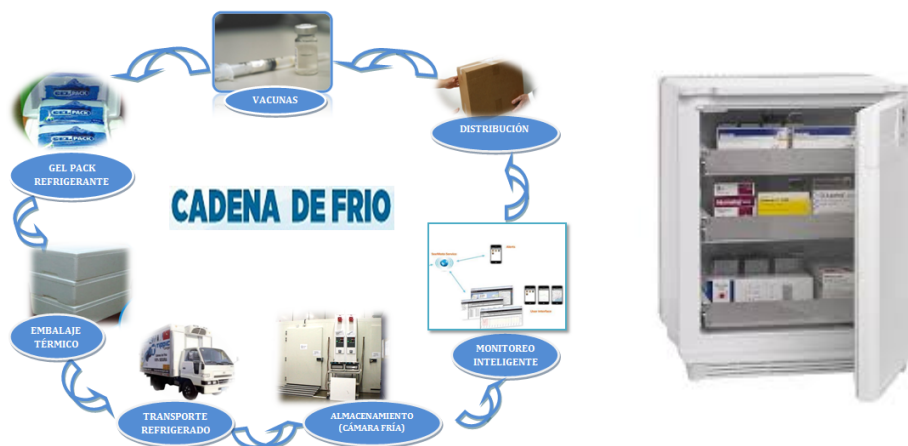 VACUNAS
DISTRIBUCIÓN
GEL PACK
REFRIGERANTE
CADENA DE FRIO
EMBALAJE
TÉRMICO
MONITOREO
INTELIGENTE
TRANSPORTE
REFRIGERADO
ALMACENAMIENTO
(CÁMARA FRÍA)